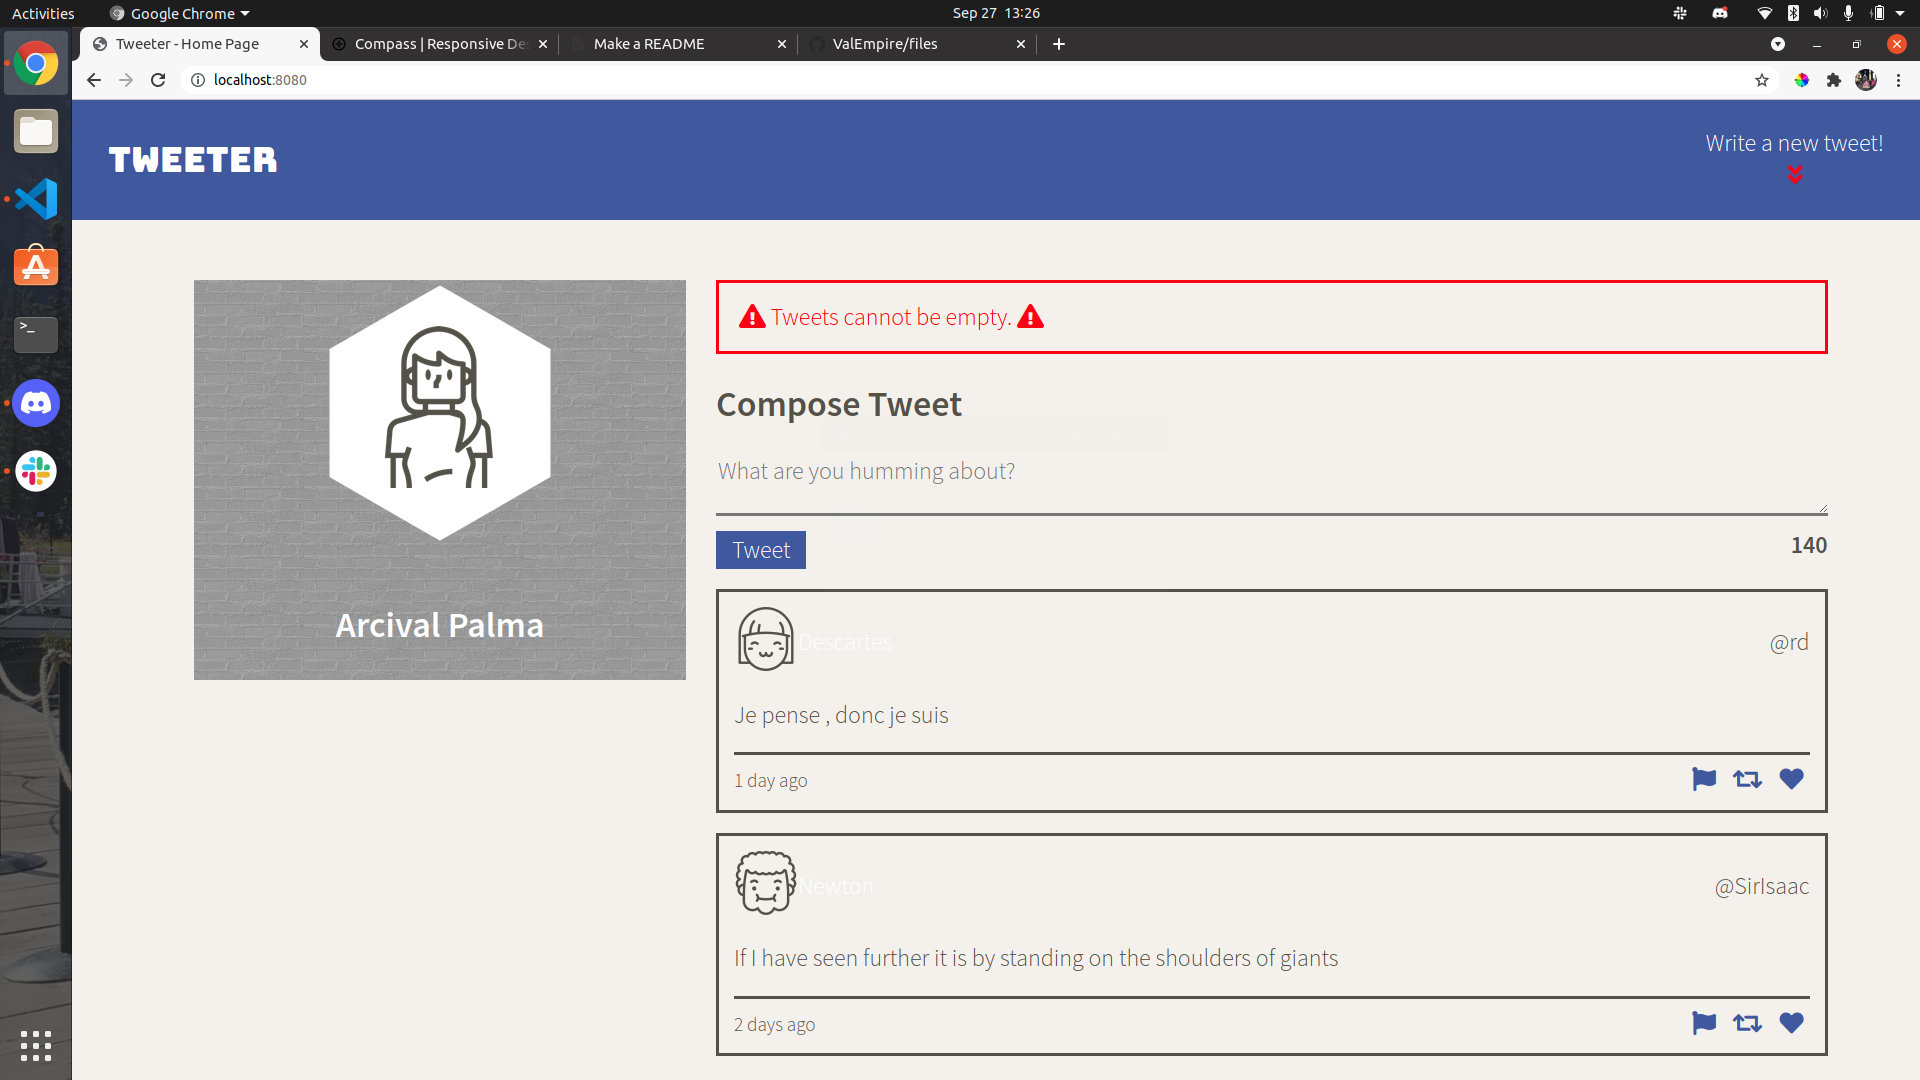 Activities
Google Chrome
Sep 27 13:26
Tweeter - Home Page
Compass | Responsive De
Make a README
ValEmpire/files
localhost:8080
TWEETER
Write a new tweet!
Tweets cannot be empty.
Compose Tweet
What are you humming about?
Tweet
140
Arcival Palma
Descartes
@rd
Je pense , donc je suis
1 day ago
Newton
@SirIsaac
If I have seen further it is by standing on the shoulders of giants
2 days ago